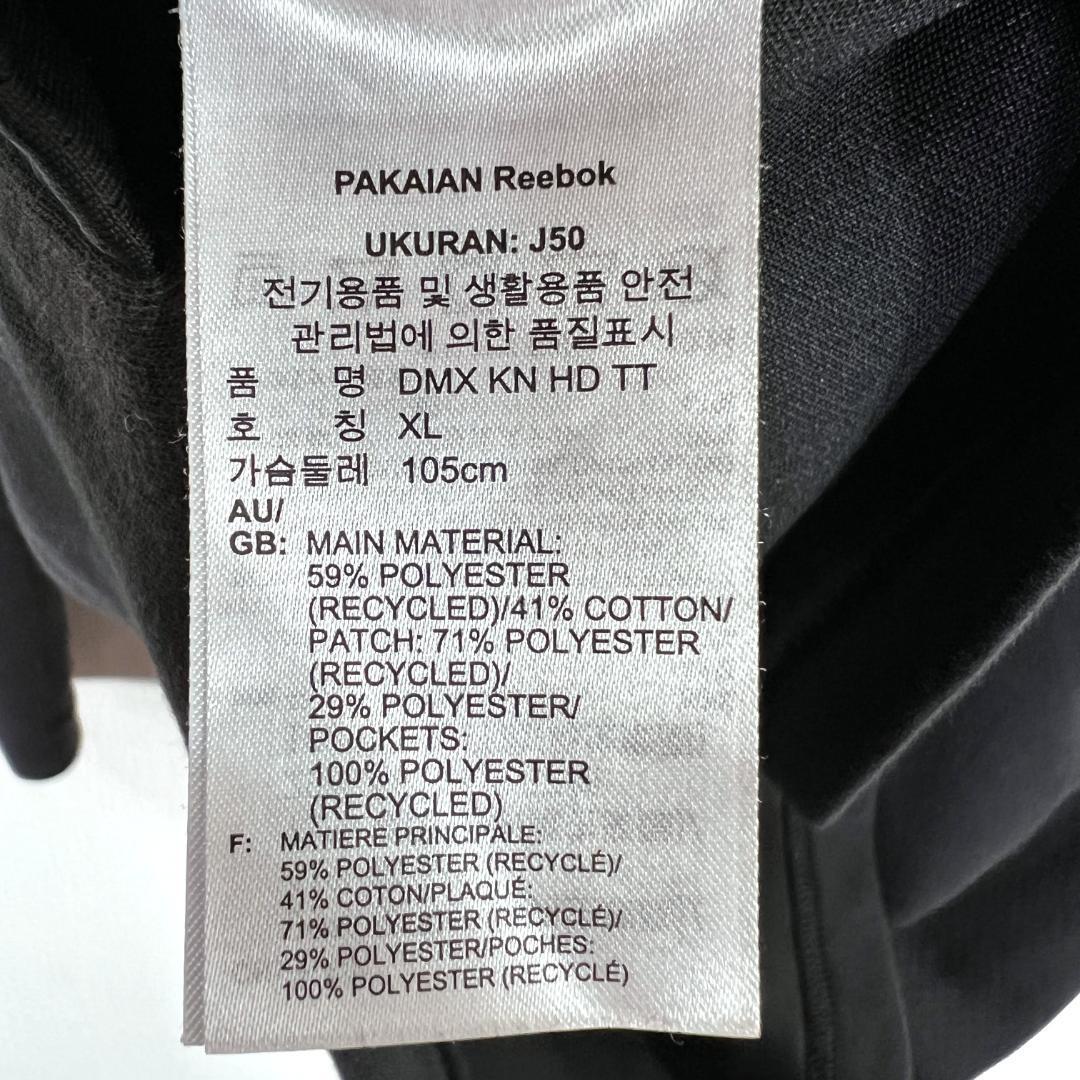 PAKAIAN Reebok
UKURAN: J50
전기용품 및 생활용품 안전
관리법에 의한 품질표시
품 명 DMX KN HD TT
호 칭 XL
가슴둘레 105cm
AU/
GB: MAIN MATERIAL:
59% POLYESTER
(RECYCLED)/41% COTTON/
PATCH: 71% POLYESTER
(RECYCLED)/
29% POLYESTER/
POCKETS:
100% POLYESTER
(RECYCLED)
F: MATIERE PRINCIPALE:
59% POLYESTER (RECYCLÉ)/
41% COTON/PLAQUÉ:
71% POLYESTER (RECYCLÉ)/
29% POLYESTER/POCHES:
100% POLYESTER (RECYCLÉ)